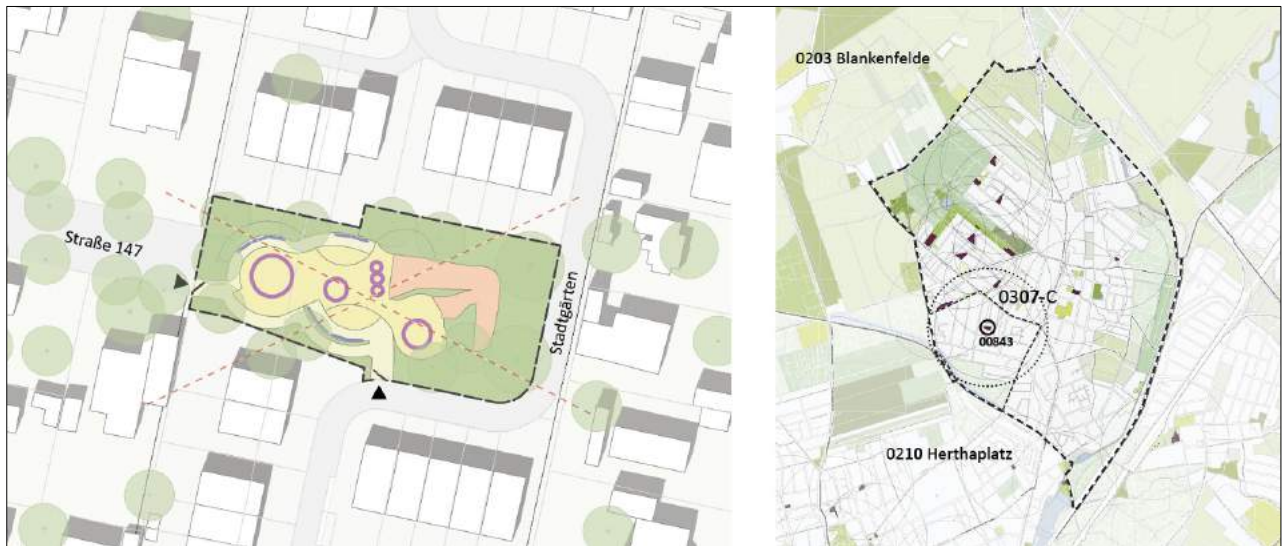 Straße 147
Stadtgärten
0203 Blankenfelde
0307-C
00843
0210 Herthaplatz